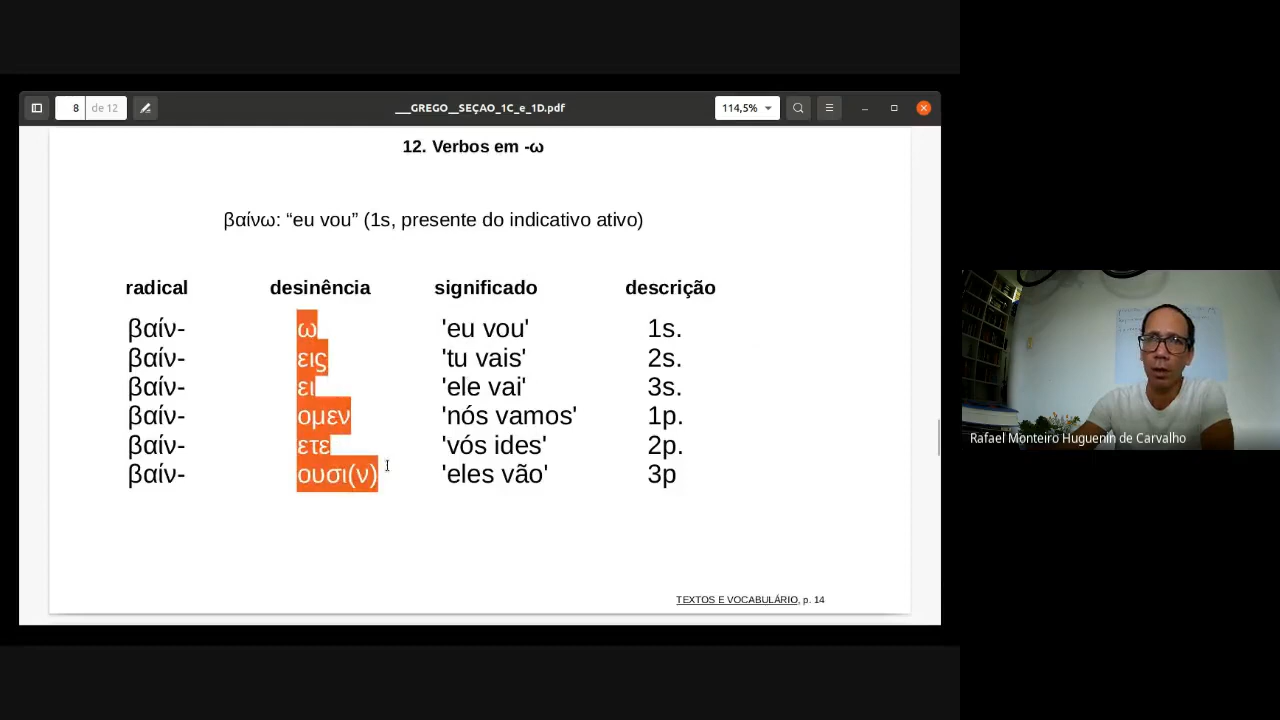 8 de 12 ___GREGO__SEÇAO_1C_e_1D.pdf 114,5%
12. Verbos em -ω
βαίνω: “eu vou” (1s, presente do indicativo ativo)
radical desinência significado descrição
βαίν- ω 'eu vou' 1s.
βαίν- εις 'tu vais' 2s.
βαίν- ει 'ele vai' 3s.
βαίν- ομεν 'nós vamos' 1p.
βαίν- ετε 'vós ides' 2p.
βαίν- ουσι(ν) 'eles vão' 3p
TEXTOS E VOCABULÁRIO, p. 14
Rafael Monteiro Huguenin de Carvalho